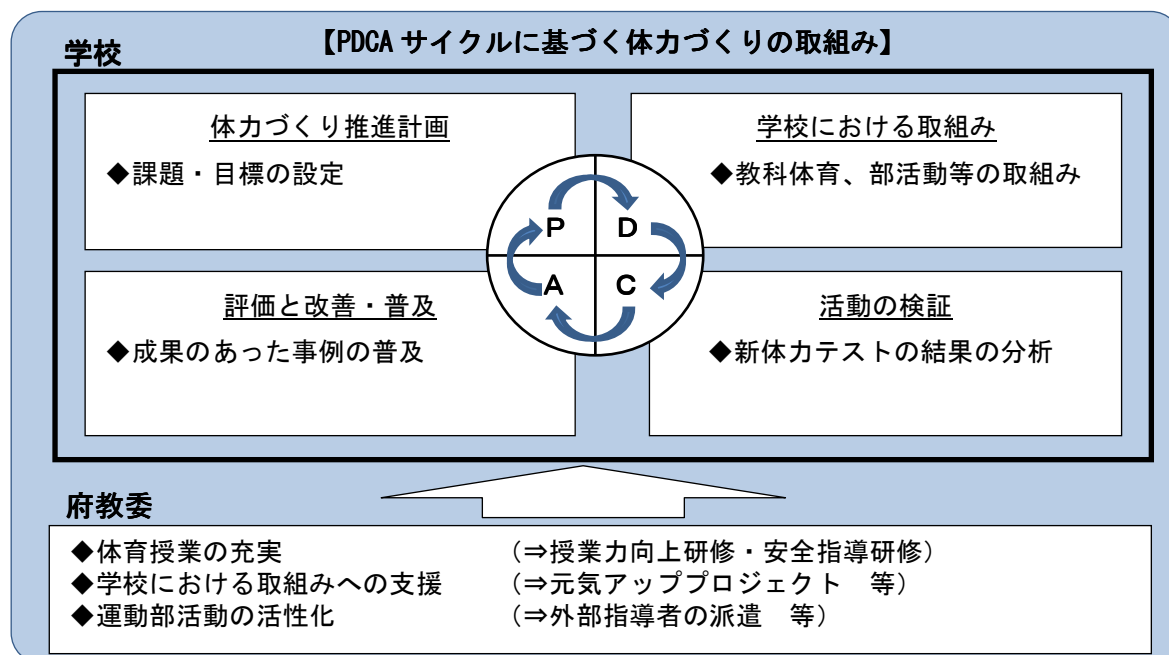 【PDCA サイクルに基づく体力づくりの取組み】
学校
体力づくり推進計画
◆課題・目標の設定
学校における取組み
◆教科体育、部活動等の取組み
P
D
A
C
評価と改善・普及
◆成果のあった事例の普及
活動の検証
◆新体力テストの結果の分析
府教委
◆体育授業の充実 (⇒授業力向上研修・安全指導研修)
◆学校における取組みへの支援 (⇒元気アッププロジェクト 等)
◆運動部活動の活性化 (⇒外部指導者の派遣 等)